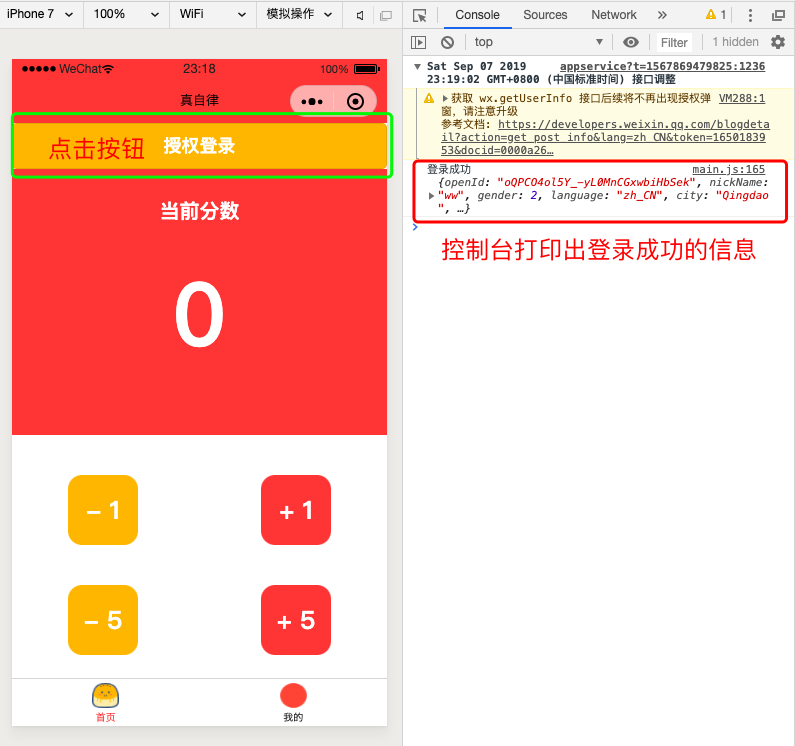 iPhone 7 100% WiFi 模拟操作
WeChat 23:18 100%
真自律
点击按钮 授权登录
当前分数
0
– 1 + 1
– 5 + 5
首页 我的
Console Sources Network » 1
top Filter 1 hidden
Sat Sep 07 2019 appservice?t=1567869479825:1236
23:19:02 GMT+0800 (中国标准时间) 接口调整
获取 wx.getUserInfo 接口后续将不再出现授权弹 VM288:1
窗，请注意升级
参考文档: https://developers.weixin.qq.com/blogdetail
l?action=get_post_info&lang=zh_CN&token=16501839
53&docid=0000a26…
登录成功 main.js:165
{openId: "oQPCO4ol5Y_-yL0MnCGxwbiHbSek", nickName:
"ww", gender: 2, language: "zh_CN", city: "Qingdao
", …}
控制台打印出登录成功的信息